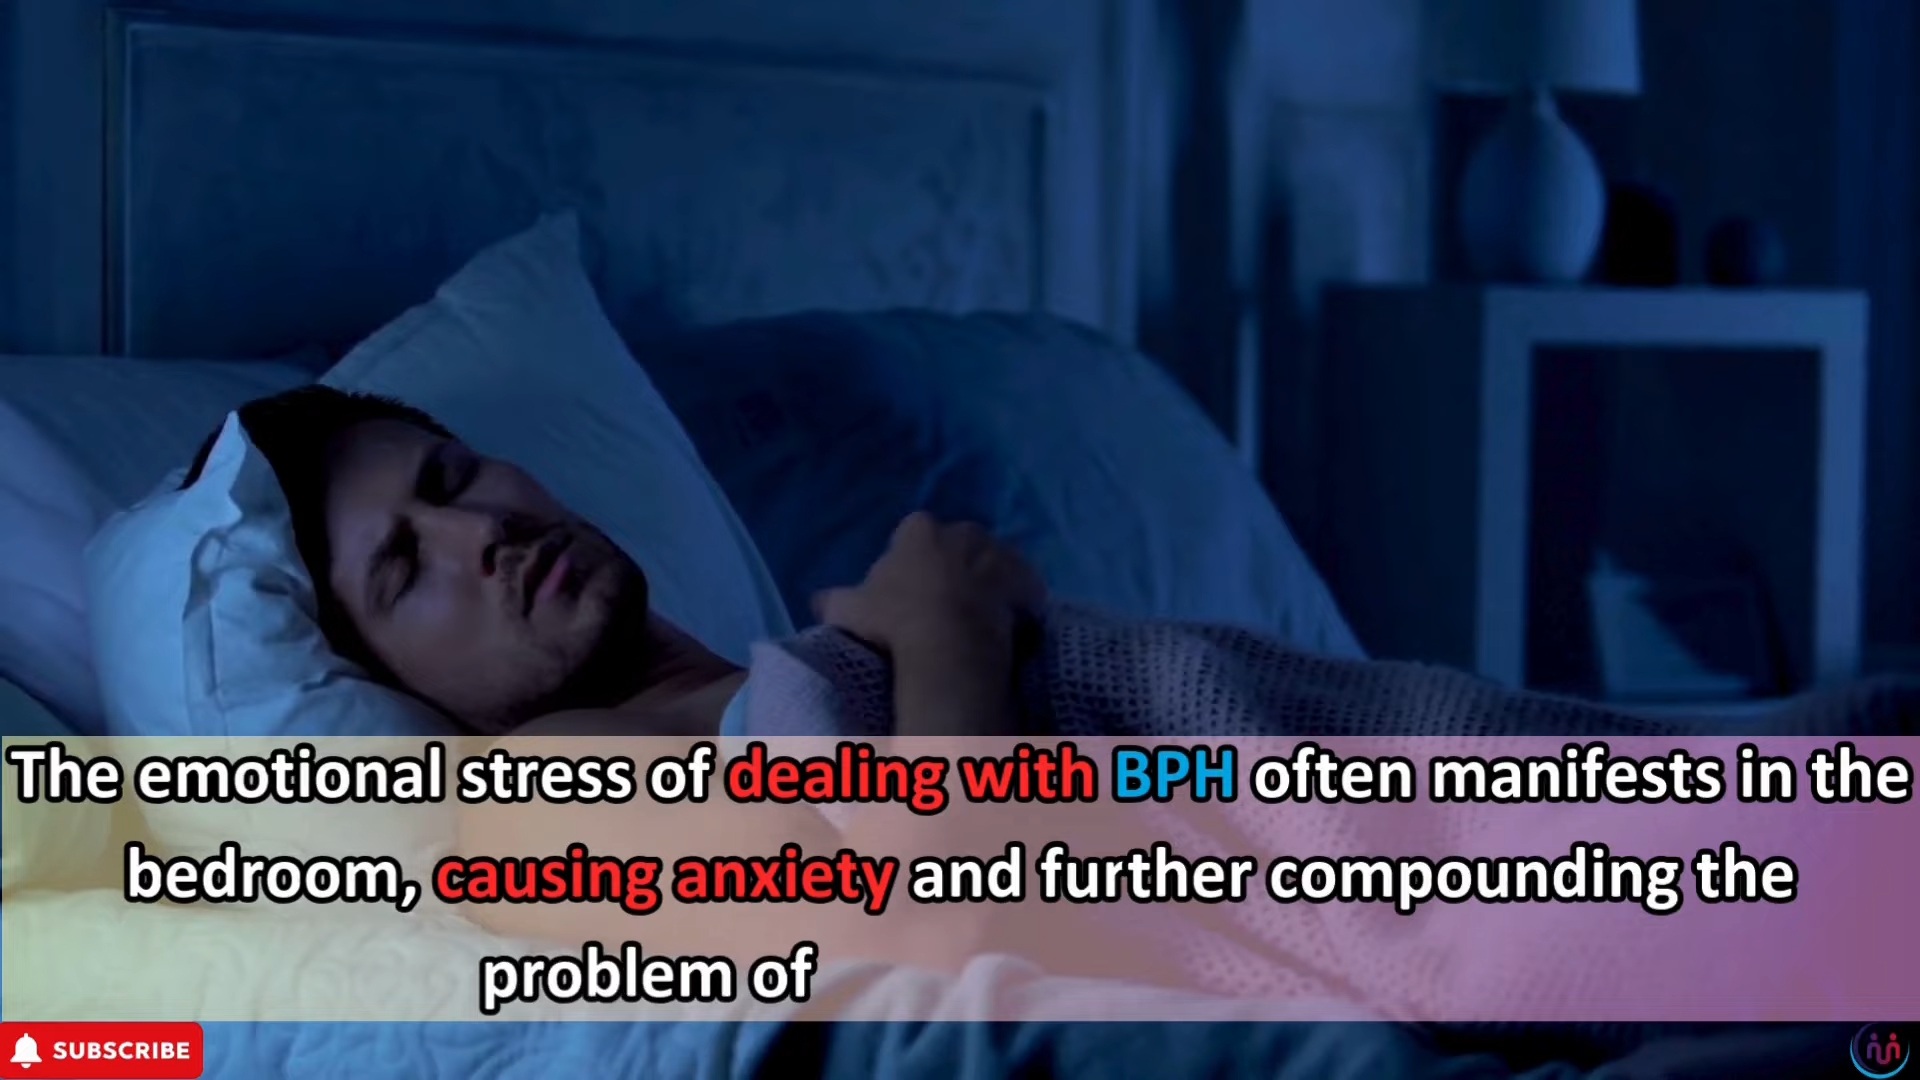 The emotional stress of dealing with BPH often manifests in the
bedroom, causing anxiety and further compounding the
problem of
SUBSCRIBE